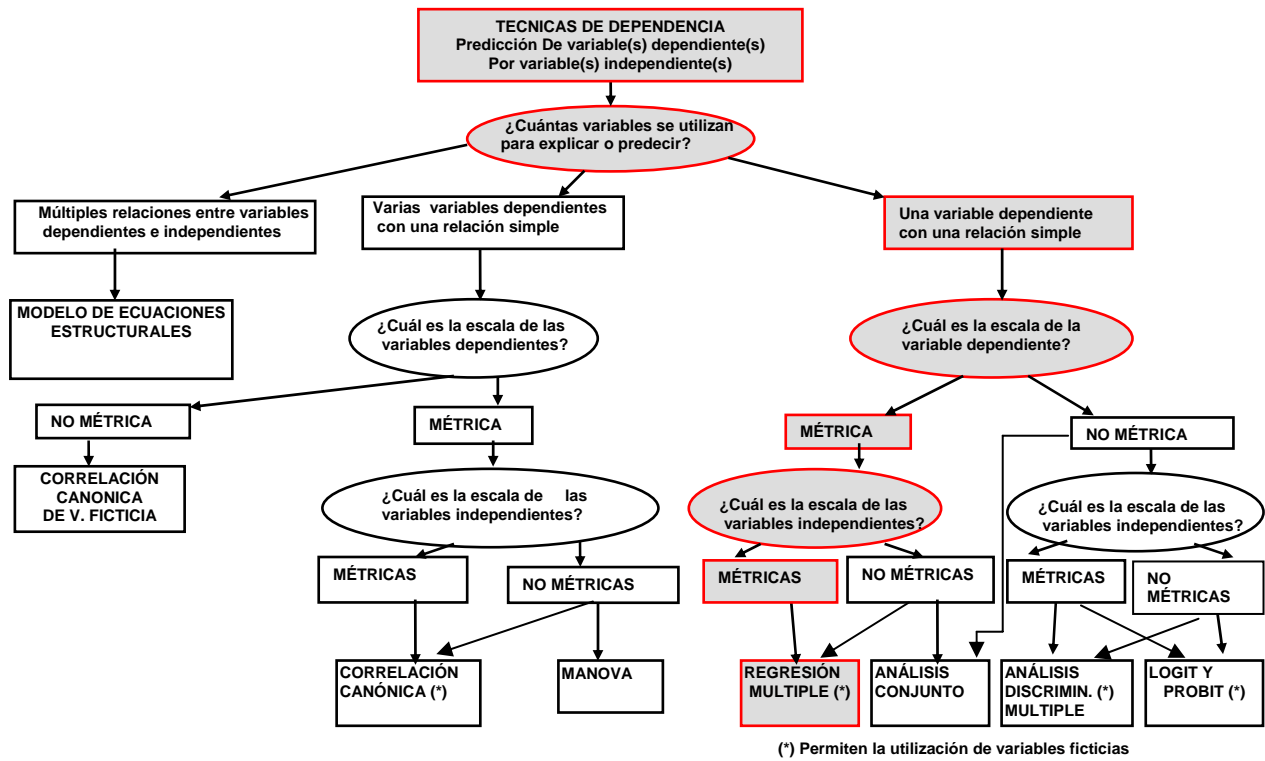 TECNICAS DE DEPENDENCIA
Predicción De variable(s) dependiente(s)
Por variable(s) independiente(s)
¿Cuántas variables se utilizan
para explicar o predecir?
Múltiples relaciones entre variables
dependientes e independientes
Varias variables dependientes
con una relación simple
Una variable dependiente
con una relación simple
MODELO DE ECUACIONES
ESTRUCTURALES
¿Cuál es la escala de las
variables dependientes?
¿Cuál es la escala de la
variable dependiente?
NO MÉTRICA
MÉTRICA
MÉTRICA
NO MÉTRICA
CORRELACIÓN
CANONICA
DE V. FICTICIA
¿Cuál es la escala de las
variables independientes?
¿Cuál es la escala de las
variables independientes?
¿Cuál es la escala de las
variables independientes?
MÉTRICAS
NO MÉTRICAS
MÉTRICAS
NO MÉTRICAS
MÉTRICAS
NO
MÉTRICAS
CORRELACIÓN
CANÓNICA (*)
MANOVA
REGRESIÓN
MULTIPLE (*)
ANÁLISIS
CONJUNTO
ANÁLISIS
DISCRIMIN. (*)
MULTIPLE
LOGIT Y
PROBIT (*)
(*) Permiten la utilización de variables ficticias